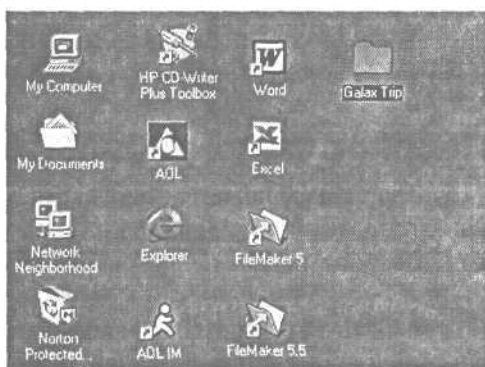 My Computer
HP CD-Writer
Plus Toolbox
Word
Galax Trip
My Documents
AOL
Excel
Network
Neighborhood
Explorer
FileMaker 5
Norton
Protected...
AOL IM
FileMaker 5.5